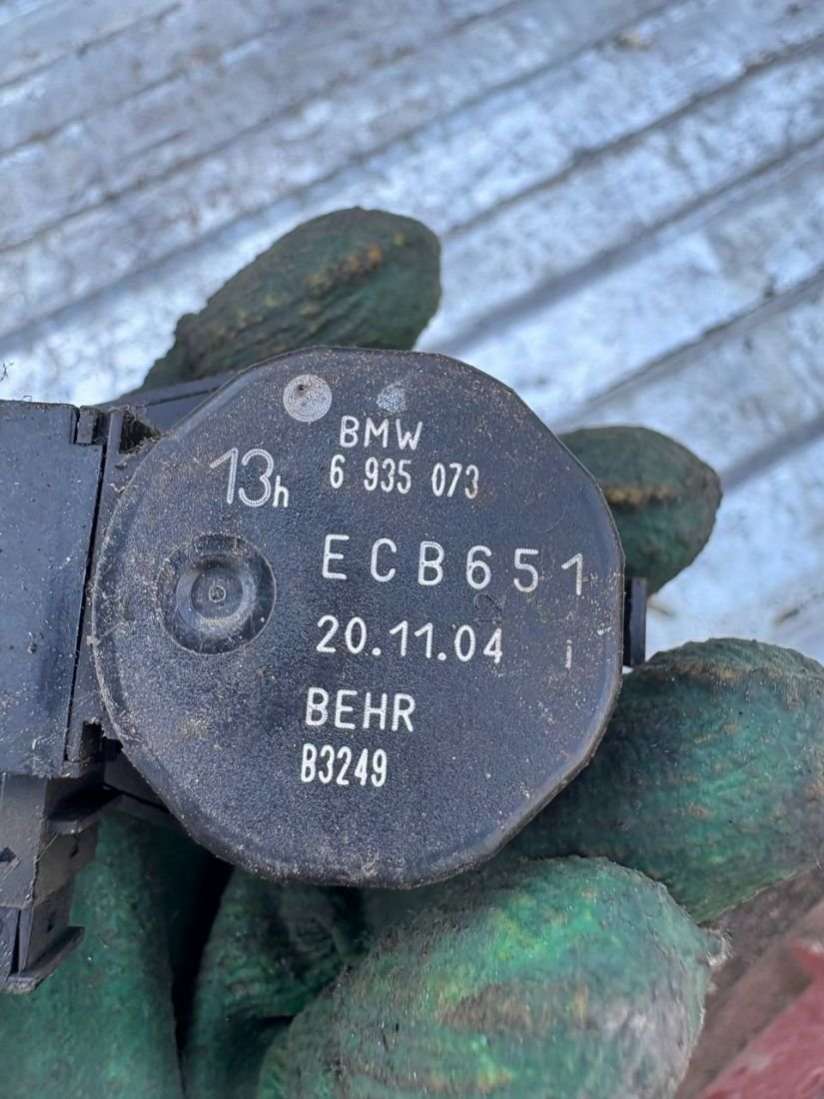 BMW
13h
6 935 073
ECB651
20.11.04
i
BEHR
B3249